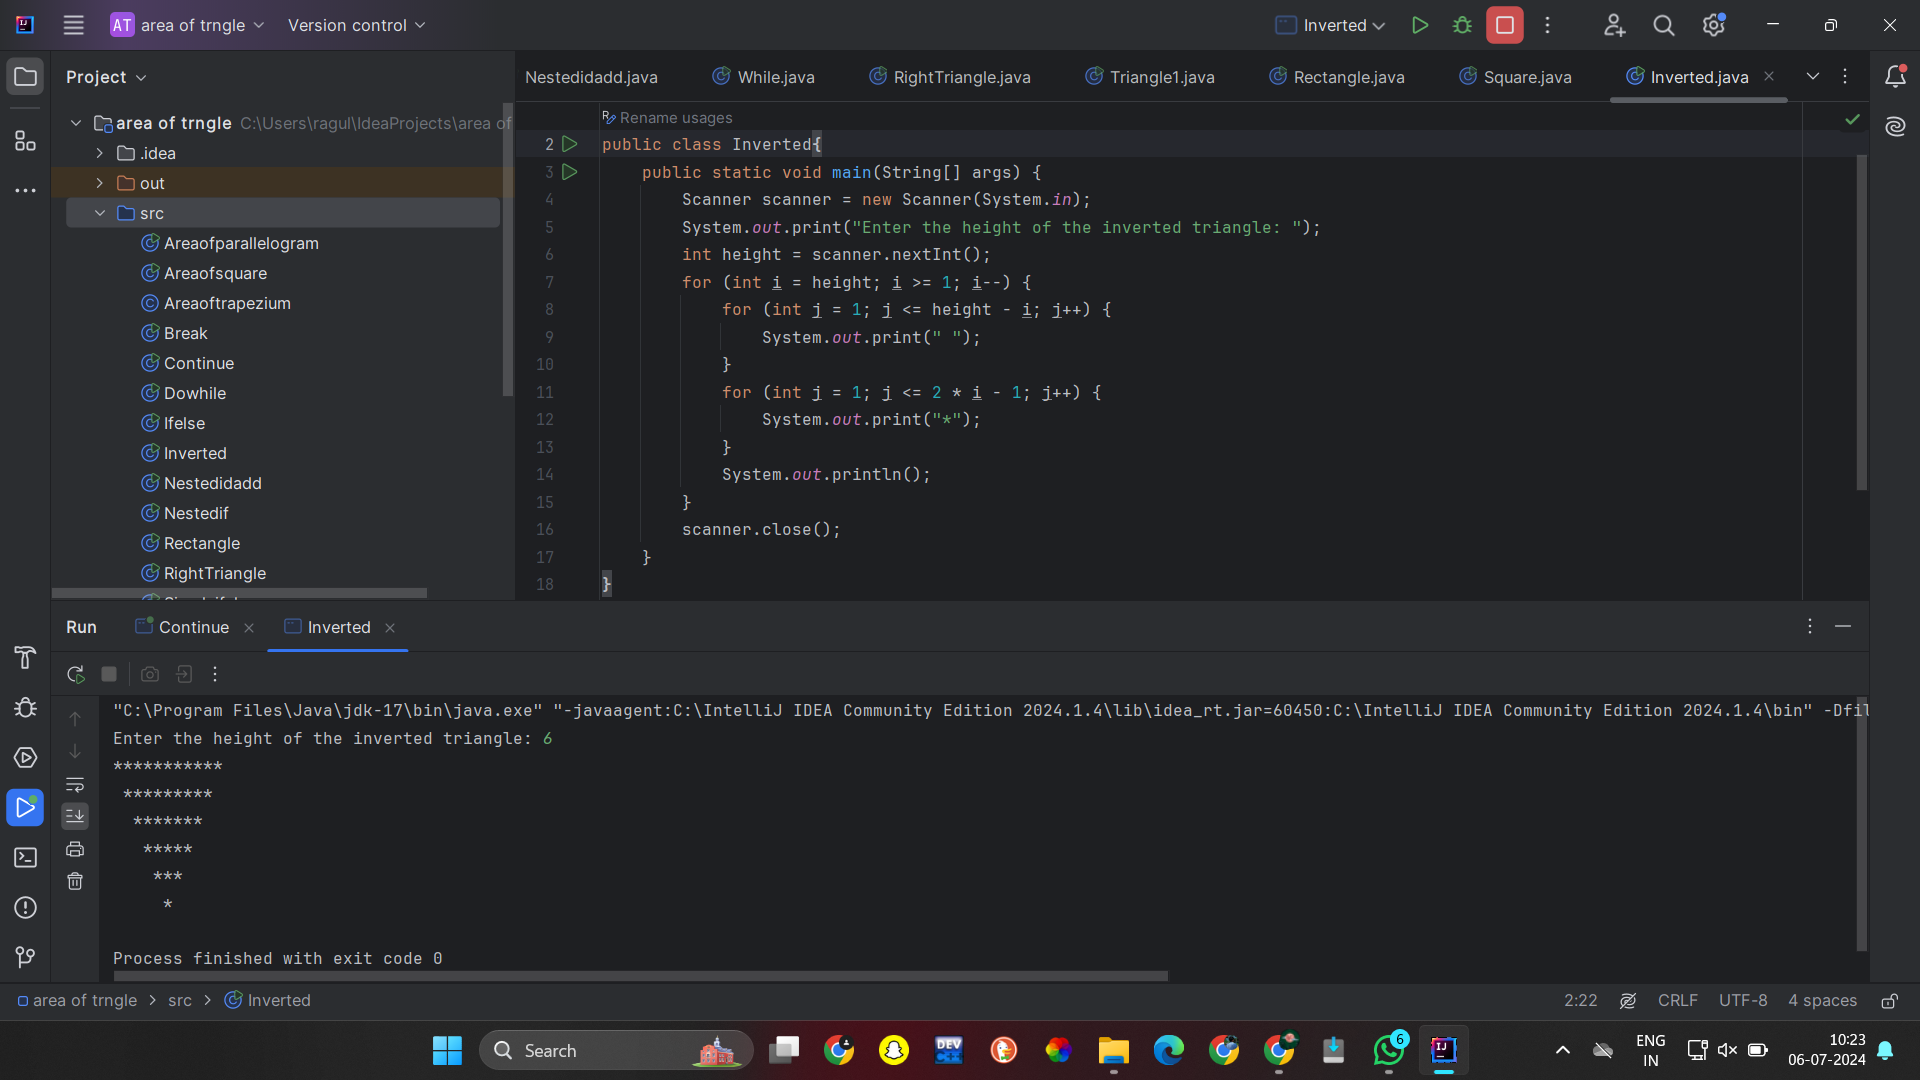 AT area of trngle Version control Inverted
Project
Nestedidadd.java While.java RightTriangle.java Triangle1.java Rectangle.java Square.java Inverted.java
area of trngle C:\Users\ragul\IdeaProjects\area of
.idea
out
src
Areaofparallelogram
Areaofsquare
Areaoftrapezium
Break
Continue
Dowhile
Ifelse
Inverted
Nestedidadd
Nestedif
Rectangle
RightTriangle
Rename usages
2 public class Inverted{
3 public static void main(String[] args) {
4 Scanner scanner = new Scanner(System.in);
5 System.out.print("Enter the height of the inverted triangle: ");
6 int height = scanner.nextInt();
7 for (int i = height; i >= 1; i--) {
8 for (int j = 1; j <= height - i; j++) {
9 System.out.print(" ");
10 }
11 for (int j = 1; j <= 2 * i - 1; j++) {
12 System.out.print("*");
13 }
14 System.out.println();
15 }
16 scanner.close();
17 }
18 }
Run Continue Inverted
"C:\Program Files\Java\jdk-17\bin\java.exe" "-javaagent:C:\IntelliJ IDEA Community Edition 2024.1.4\lib\idea_rt.jar=60450:C:\IntelliJ IDEA Community Edition 2024.1.4\bin" -Dfil
Enter the height of the inverted triangle: 6
***********
*********
*******
*****
***
*
Process finished with exit code 0
area of trngle > src > Inverted 2:22 CRLF UTF-8 4 spaces
Search DEV 6 ENG IN 10:23
06-07-2024